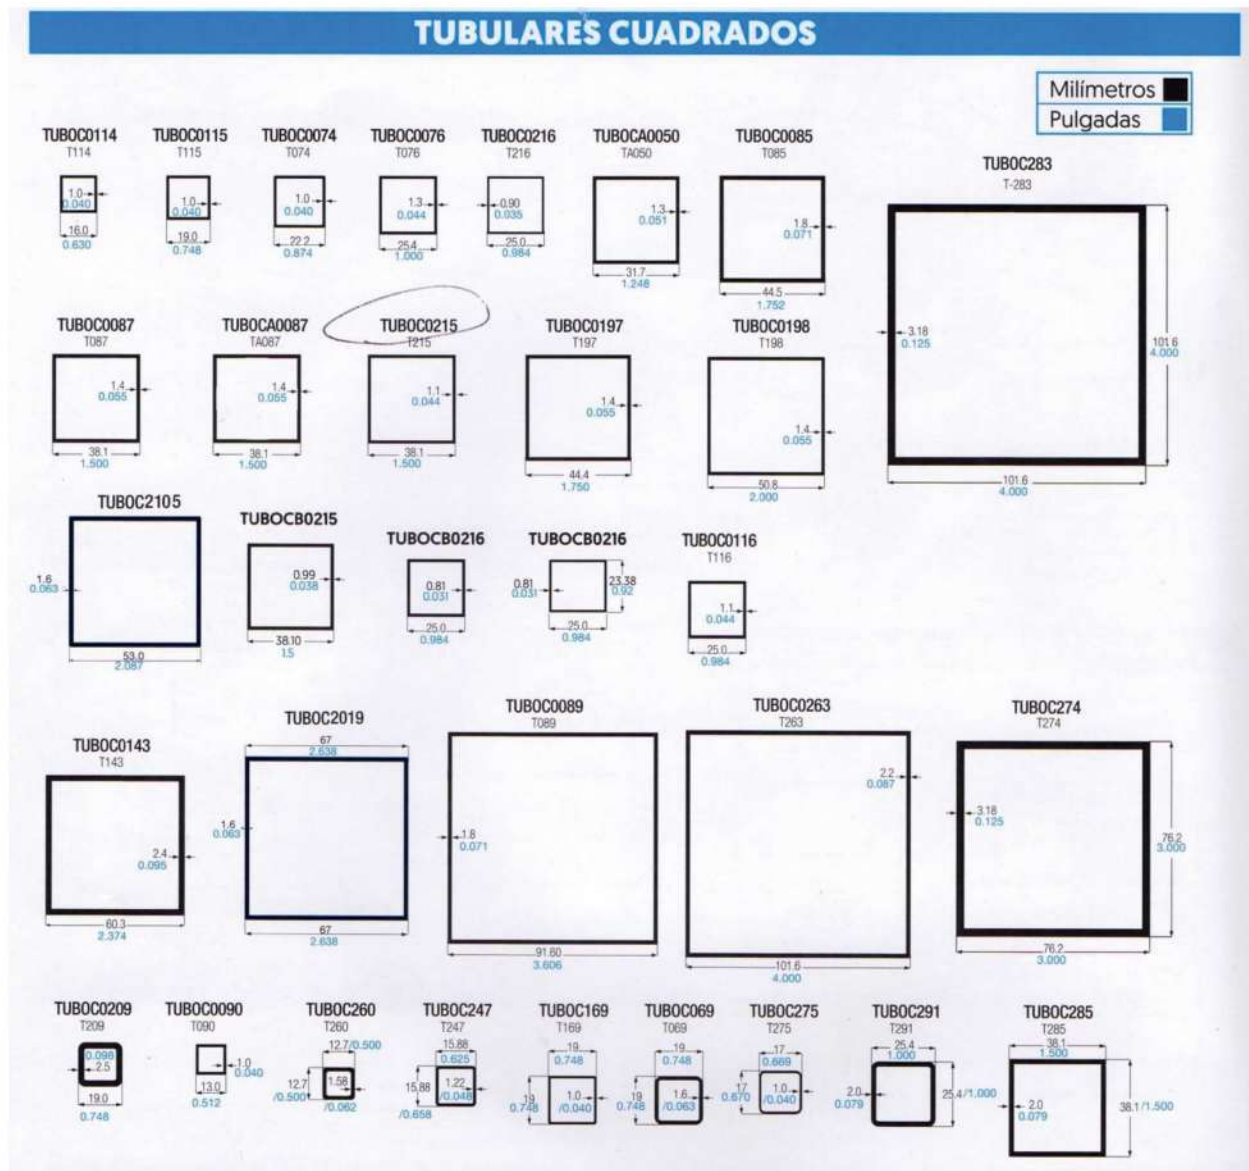 TUBULARES CUADRADOS
Milímetros
Pulgadas
TUBOC0114
T114
1.0
0.040
16.0
0.630
TUBOC0115
T115
1.0
0.040
19.0
0.748
TUBOC0074
T074
1.0
0.040
22.2
0.874
TUBOC0076
T076
1.3
0.044
25.4
1.000
TUBOC0216
T216
0.90
0.035
25.0
0.984
TUBOCA0050
TA050
1.3
0.051
31.7
1.248
TUBOC0085
T085
1.8
0.071
44.5
1.752
TUBOC283
T-283
3.18
0.125
101.6
4.000
101.6
4.000
TUBOC0087
T087
1.4
0.055
38.1
1.500
TUBOCA0087
TA087
1.4
0.055
38.1
1.500
TUBOC0215
T215
1.1
0.044
38.1
1.500
TUBOC0197
T197
1.4
0.055
44.4
1.750
TUBOC0198
T198
1.4
0.055
50.8
2.000
TUBOC2105
1.6
0.063
53.0
2.087
TUBOCB0215
0.99
0.038
38.10
1.5
TUBOCB0216
0.81
0.031
25.0
0.984
TUBOCB0216
0.81
0.031
23.38
0.92
25.0
0.984
TUBOC0116
T116
1.1
0.044
25.0
0.984
TUBOC0143
T143
2.4
0.095
60.3
2.374
TUBOC2019
67
2.638
1.6
0.063
67
2.638
TUBOC0089
T089
1.8
0.071
91.60
3.606
TUBOC0263
T263
2.2
0.087
101.6
4.000
TUBOC274
T274
3.18
0.125
76.2
3.000
76.2
3.000
TUBOC0209
T209
0.098
2.5
19.0
0.748
TUBOC0090
T090
1.0
0.040
13.0
0.512
TUBOC260
T260
12.7/0.500
12.7
/0.500
1.58
/0.062
TUBOC247
T247
15.88
0.625
15.88
/0.658
1.22
/0.048
TUBOC169
T169
19
0.748
19
0.748
1.0
/0.040
TUBOC069
T069
19
0.748
19
0.748
1.6
/0.063
TUBOC275
T275
17
0.669
17
0.670
1.0
/0.040
TUBOC291
T291
25.4
1.000
2.0
0.079
25.4/1.000
TUBOC285
T285
38.1
1.500
2.0
0.079
38.1/1.500